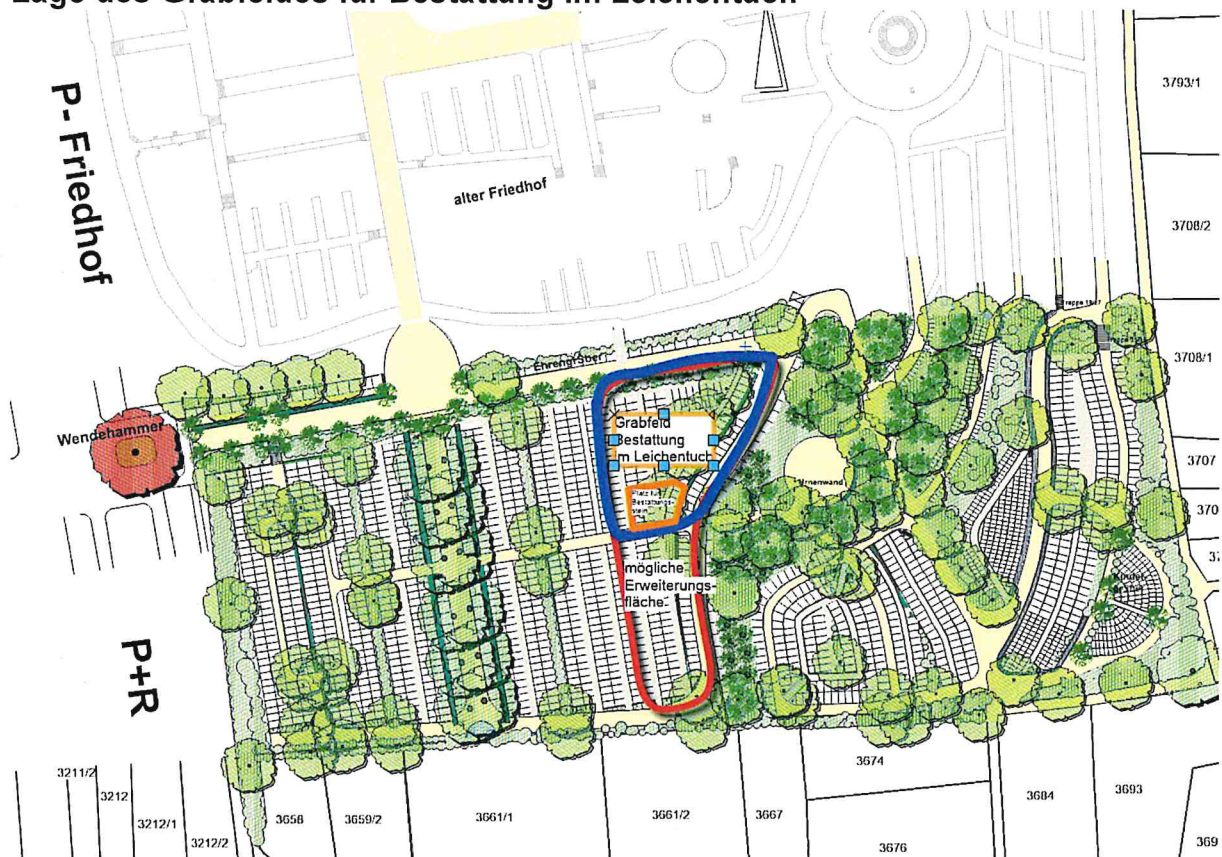 Lage des Grabfeldes für Bestattung im Leichentuch
P- Friedhof
3793/1
alter Friedhof
3708/2
Ehrengräber
3708/1
Wendehammer
Grabfeld
Bestattung
im Leichentuch
Urnenwand
3707
370
Platz für
Bestattungs-
mögliche
Erweiterungs-
fläche
P+R
3211/2
3212
3212/1
3212/2
3658
3659/2
3661/1
3661/2
3667
3674
3676
3684
3693
369